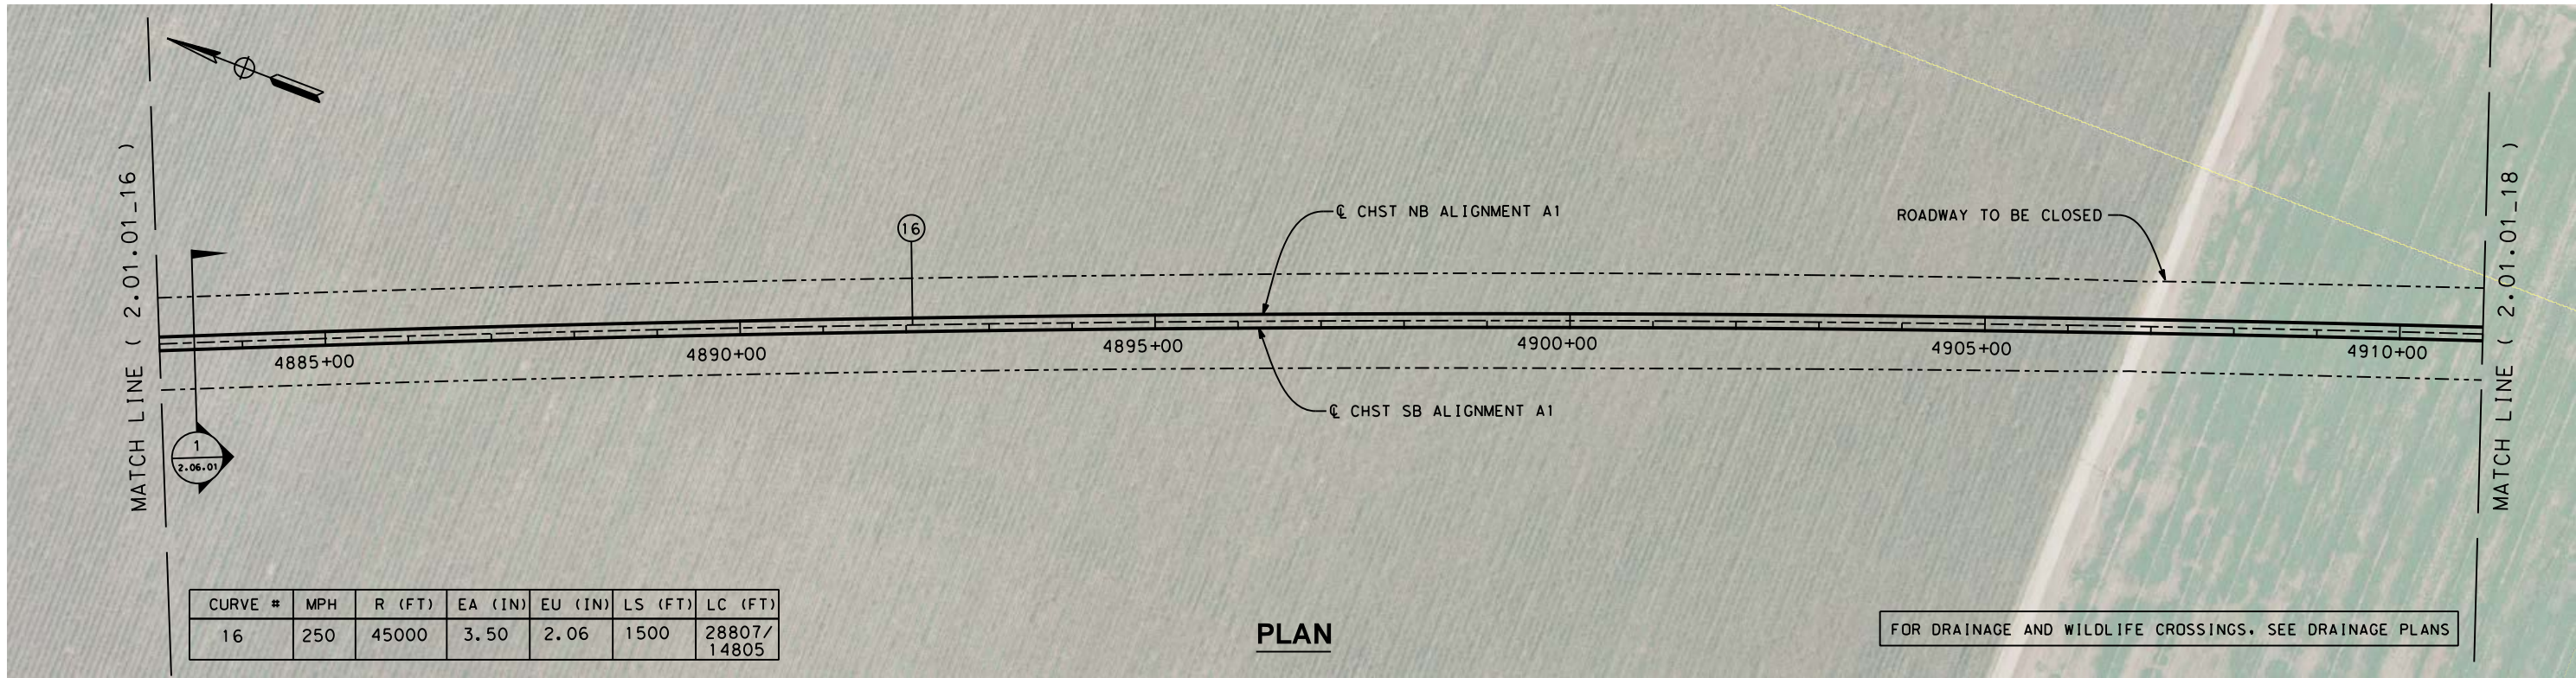 MATCH LINE ( 2.01.01_16 )
16
℄ CHST NB ALIGNMENT A1
ROADWAY TO BE CLOSED
MATCH LINE ( 2.01.01_18 )
4885+00
4890+00
4895+00
4900+00
4905+00
4910+00
℄ CHST SB ALIGNMENT A1
1
2.06.01
CURVE # MPH R (FT) EA (IN) EU (IN) LS (FT) LC (FT)
16 250 45000 3.50 2.06 1500 28807/
14805
PLAN
FOR DRAINAGE AND WILDLIFE CROSSINGS. SEE DRAINAGE PLANS